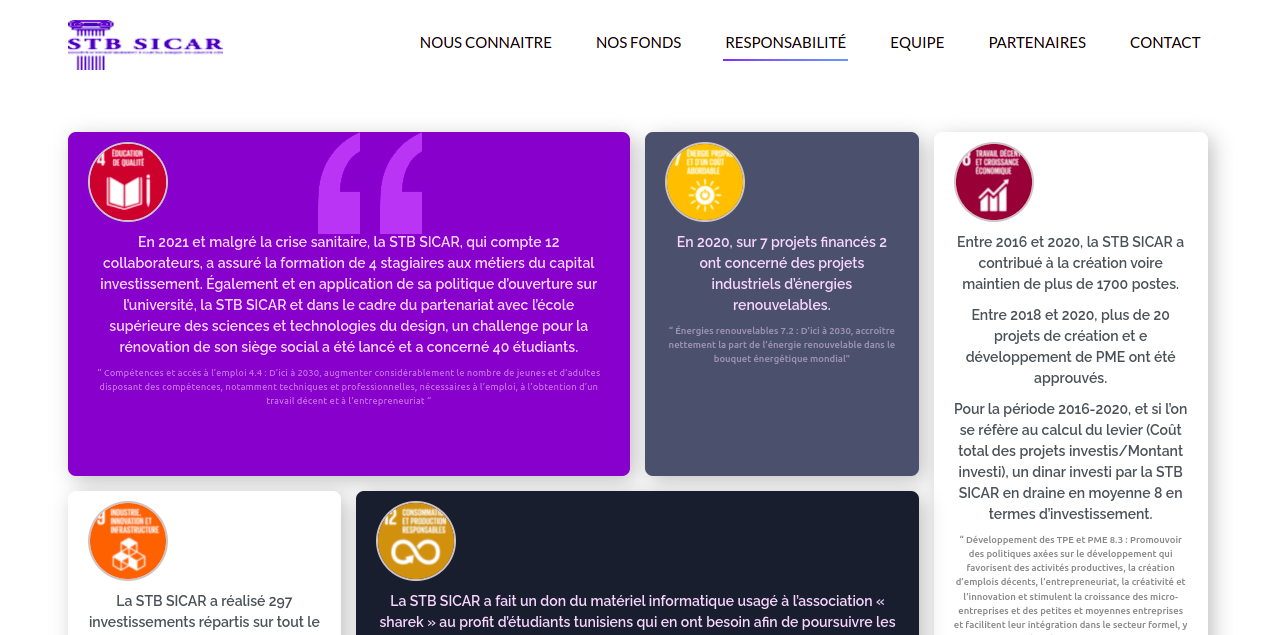 STB SICAR
NOUS CONNAITRE
NOS FONDS
RESPONSABILITÉ
EQUIPE
PARTENAIRES
CONTACT
4 ÉDUCATION
DE QUALITÉ
En 2021 et malgré la crise sanitaire, la STB SICAR, qui compte 12
collaborateurs, a assuré la formation de 4 stagiaires aux métiers du capital
investissement. Également et en application de sa politique d’ouverture sur
l’université, la STB SICAR et dans le cadre du partenariat avec l’école
supérieure des sciences et technologies du design, un challenge pour la
rénovation de son siège social a été lancé et a concerné 40 étudiants.
“ Compétences et accès à l’emploi 4.4 : D’ici à 2030, augmenter considérablement le nombre de jeunes et d’adultes
disposant des compétences, notamment techniques et professionnelles, nécessaires à l’emploi, à l’obtention d’un
travail décent et à l’entrepreneuriat “
7 ÉNERGIE PROPRE
ET D'UN COÛT
ABORDABLE
En 2020, sur 7 projets financés 2
ont concerné des projets
industriels d’énergies
renouvelables.
“ Énergies renouvelables 7.2 : D’ici à 2030, accroître
nettement la part de l’énergie renouvelable dans le
bouquet énergétique mondial”
8 TRAVAIL DÉCENT
ET CROISSANCE
ÉCONOMIQUE
Entre 2016 et 2020, la STB SICAR a
contribué à la création voire
maintien de plus de 1700 postes.
Entre 2018 et 2020, plus de 20
projets de création et e
développement de PME ont été
approuvés.
Pour la période 2016-2020, et si l’on
se réfère au calcul du levier (Coût
total des projets investis/Montant
investi), un dinar investi par la STB
SICAR en draine en moyenne 8 en
termes d’investissement.
“ Développement des TPE et PME 8.3 : Promouvoir
des politiques axées sur le développement qui
favorisent des activités productives, la création
d’emplois décents, l’entrepreneuriat, la créativité et
l’innovation et stimulent la croissance des micro-
entreprises et des petites et moyennes entreprises
et facilitent leur intégration dans le secteur formel, y
9 INDUSTRIE,
INNOVATION ET
INFRASTRUCTURE
La STB SICAR a réalisé 297
investissements répartis sur tout le
12 CONSOMMATION
ET PRODUCTION
RESPONSABLES
La STB SICAR a fait un don du matériel informatique usagé à l’association «
sharek » au profit d’étudiants tunisiens qui en ont besoin afin de poursuivre les